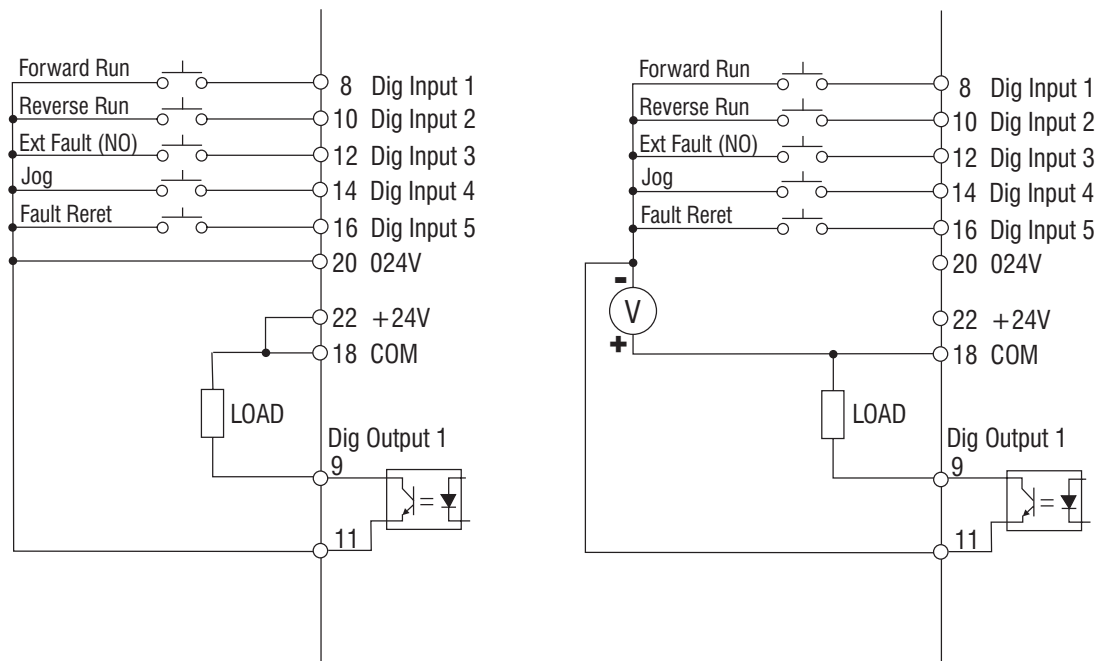 Forward Run
8 Dig Input 1
Reverse Run
10 Dig Input 2
Ext Fault (NO)
12 Dig Input 3
Jog
14 Dig Input 4
Fault Reret
16 Dig Input 5
20 024V
22 +24V
18 COM
LOAD
Dig Output 1
9
=
11
Forward Run
8 Dig Input 1
Reverse Run
10 Dig Input 2
Ext Fault (NO)
12 Dig Input 3
Jog
14 Dig Input 4
Fault Reret
16 Dig Input 5
20 024V
-
V
+
22 +24V
18 COM
LOAD
Dig Output 1
9
=
11